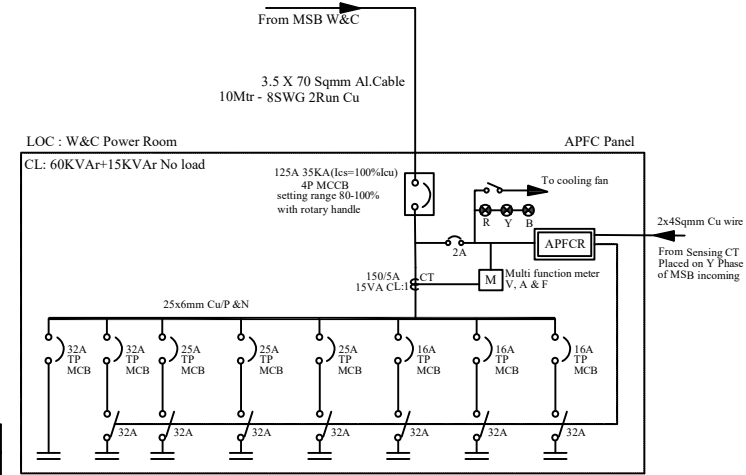 From MSB W&C
3.5 X 70 Sqmm Al.Cable
10Mtr - 8SWG 2Run Cu
LOC : W&C Power Room
APFC Panel
CL: 60KVAr+15KVAr No load
125A 35KA(Ics=100%Icu)
4P MCCB
setting range 80-100%
with rotary handle
To cooling fan
R Y B
2A
APFCR
2x4Sqmm Cu wire
From Sensing CT
Placed on Y Phase
of MSB incoming
150/5A
15VA CL:1
CT
M
Multi function meter
V, A & F
25x6mm Cu/P &N
32A
TP
MCB
32A
TP
MCB
25A
TP
MCB
25A
TP
MCB
25A
TP
MCB
16A
TP
MCB
16A
TP
MCB
16A
TP
MCB
32A
32A
32A
32A
32A
32A
32A